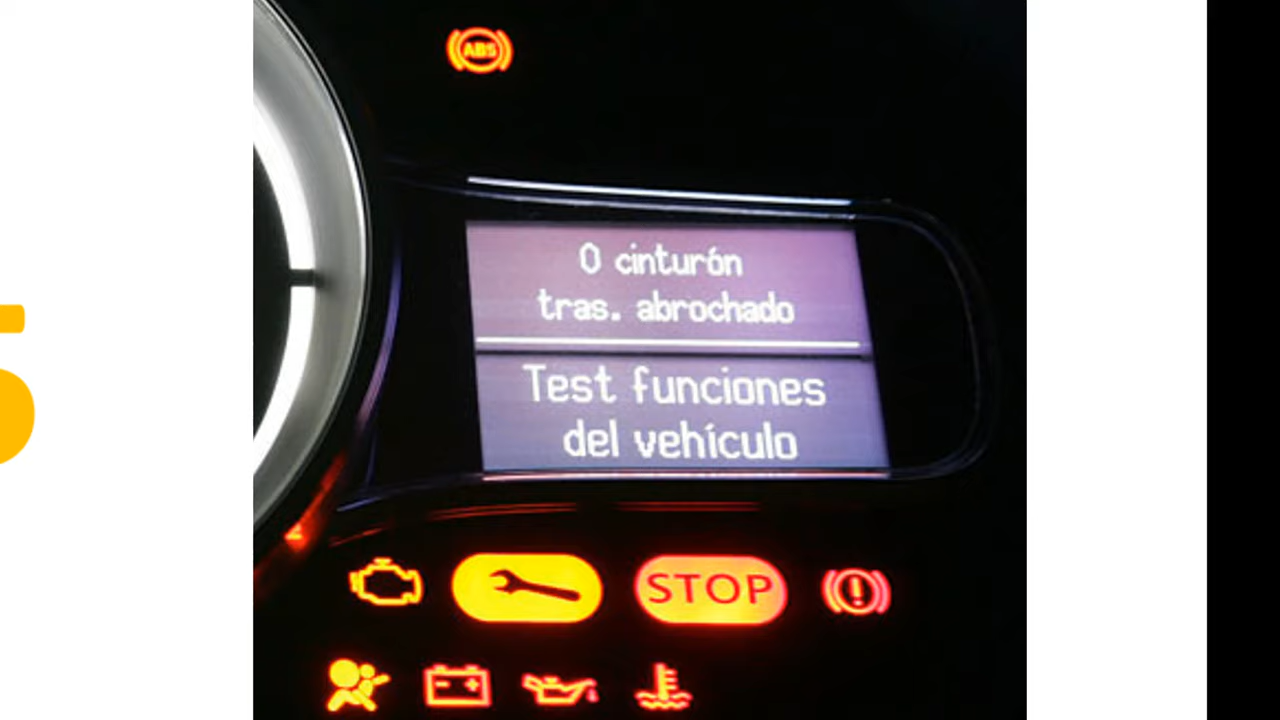 ABS
0 cinturón
tras. abrochado
Test funciones
del vehículo
STOP